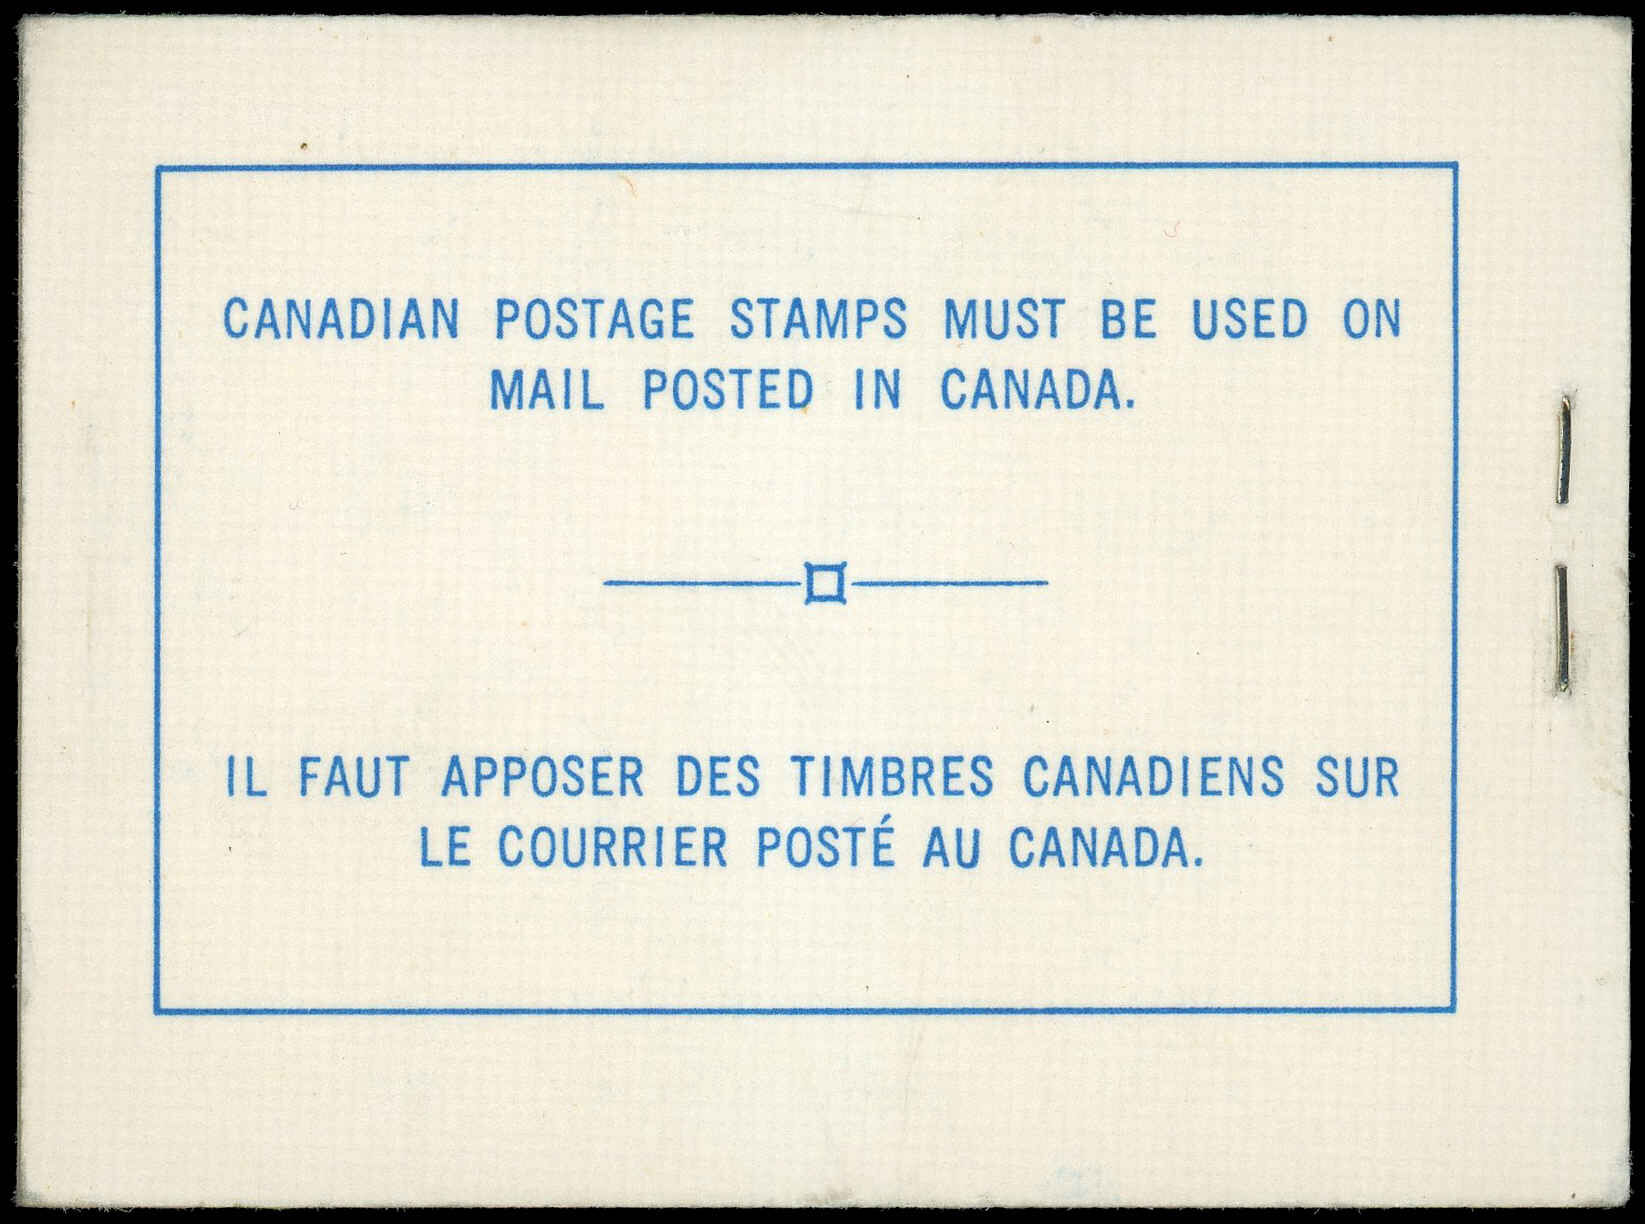 CANADIAN POSTAGE STAMPS MUST BE USED ON
MAIL POSTED IN CANADA.
IL FAUT APPOSER DES TIMBRES CANADIENS SUR
LE COURRIER POSTÉ AU CANADA.